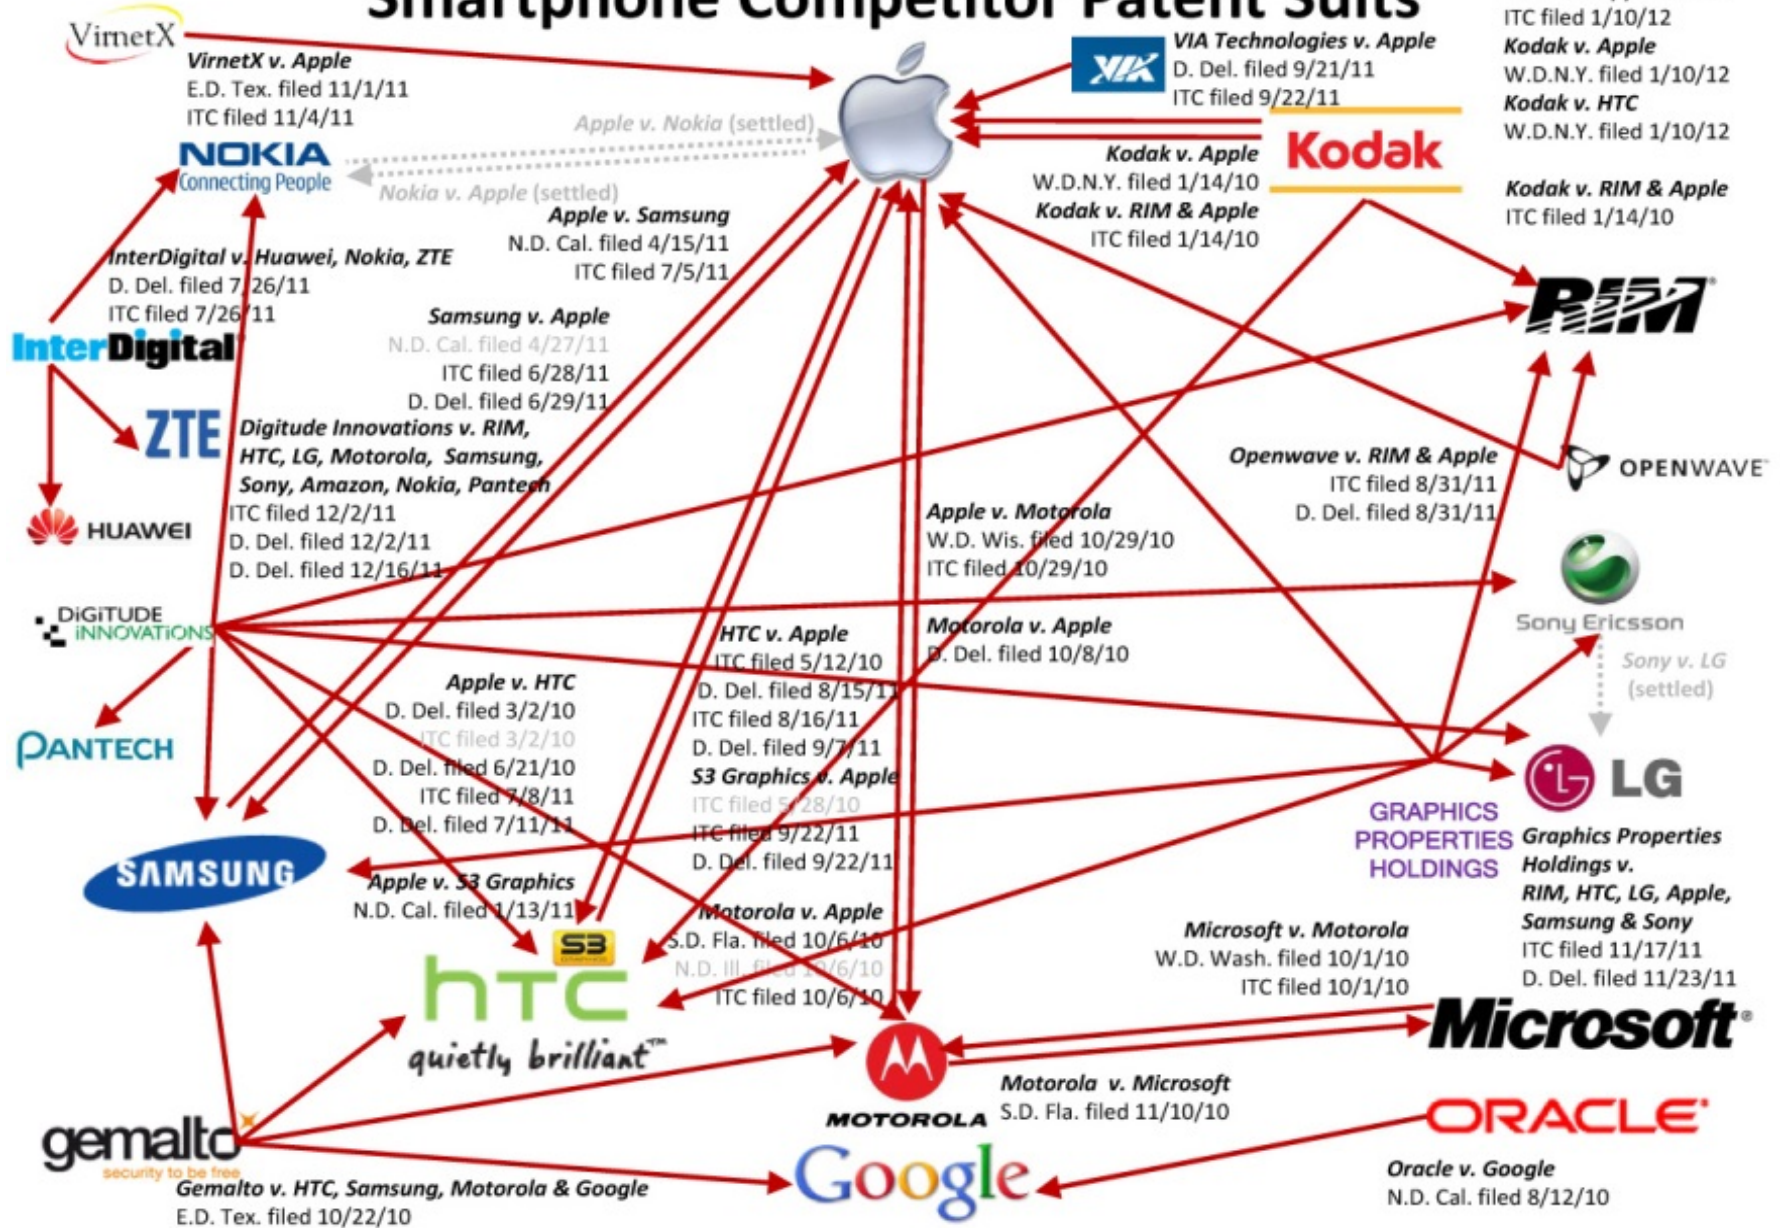 Smartphone Competitor Patent Suits
ITC filed 1/10/12
Kodak v. Apple
W.D.N.Y. filed 1/10/12
Kodak v. HTC
W.D.N.Y. filed 1/10/12
Kodak v. RIM & Apple
ITC filed 1/14/10
VirnetX
VirnetX v. Apple
E.D. Tex. filed 11/1/11
ITC filed 11/4/11
VIA
VIA Technologies v. Apple
D. Del. filed 9/21/11
ITC filed 9/22/11
Kodak
Kodak v. Apple
W.D.N.Y. filed 1/14/10
Kodak v. RIM & Apple
ITC filed 1/14/10
NOKIA
Connecting People
Apple v. Nokia (settled)
Nokia v. Apple (settled)
Apple v. Samsung
N.D. Cal. filed 4/15/11
ITC filed 7/5/11
InterDigital v. Huawei, Nokia, ZTE
D. Del. filed 7/26/11
ITC filed 7/26/11
InterDigital
Samsung v. Apple
N.D. Cal. filed 4/27/11
ITC filed 6/28/11
D. Del. filed 6/29/11
RIM
ZTE
HUAWEI
Digitude Innovations v. RIM,
HTC, LG, Motorola, Samsung,
Sony, Amazon, Nokia, Pantech
ITC filed 12/2/11
D. Del. filed 12/2/11
D. Del. filed 12/16/11
Openwave v. RIM & Apple
ITC filed 8/31/11
D. Del. filed 8/31/11
OPENWAVE
Apple v. Motorola
W.D. Wis. filed 10/29/10
ITC filed 10/29/10
Motorola v. Apple
D. Del. filed 10/8/10
DiGiTUDE
iNNOVATiONS
Sony Ericsson
Sony v. LG
(settled)
HTC v. Apple
ITC filed 5/12/10
D. Del. filed 8/15/11
ITC filed 8/16/11
D. Del. filed 9/7/11
S3 Graphics v. Apple
ITC filed 5/28/10
ITC filed 9/22/11
D. Del. filed 9/22/11
Apple v. HTC
D. Del. filed 3/2/10
ITC filed 3/2/10
D. Del. filed 6/21/10
ITC filed 7/8/11
D. Del. filed 7/11/11
PANTECH
LG
LG
GRAPHICS
PROPERTIES
HOLDINGS
Graphics Properties
Holdings v.
RIM, HTC, LG, Apple,
Samsung & Sony
ITC filed 11/17/11
D. Del. filed 11/23/11
SAMSUNG
Apple v. S3 Graphics
N.D. Cal. filed 1/13/11
S3
GRAPHICS
hTC
quietly brilliant™
Motorola v. Apple
S.D. Fla. filed 10/6/10
N.D. Ill. filed 10/6/10
ITC filed 10/6/10
Microsoft v. Motorola
W.D. Wash. filed 10/1/10
ITC filed 10/1/10
Microsoft®
MOTOROLA
Motorola v. Microsoft
S.D. Fla. filed 11/10/10
ORACLE
Oracle v. Google
N.D. Cal. filed 8/12/10
gemalto
security to be free
Google
Gemalto v. HTC, Samsung, Motorola & Google
E.D. Tex. filed 10/22/10